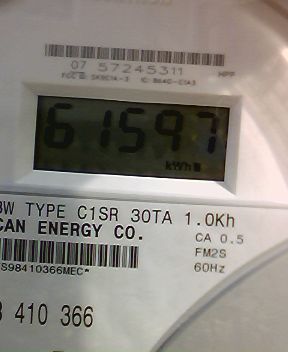 07 57245311
61597
kWh
3W TYPE C1SR 30TA 1.0Kh
CAN ENERGY CO.
CA 0.5
FM2S
60Hz
S98410366MEC*
410 366